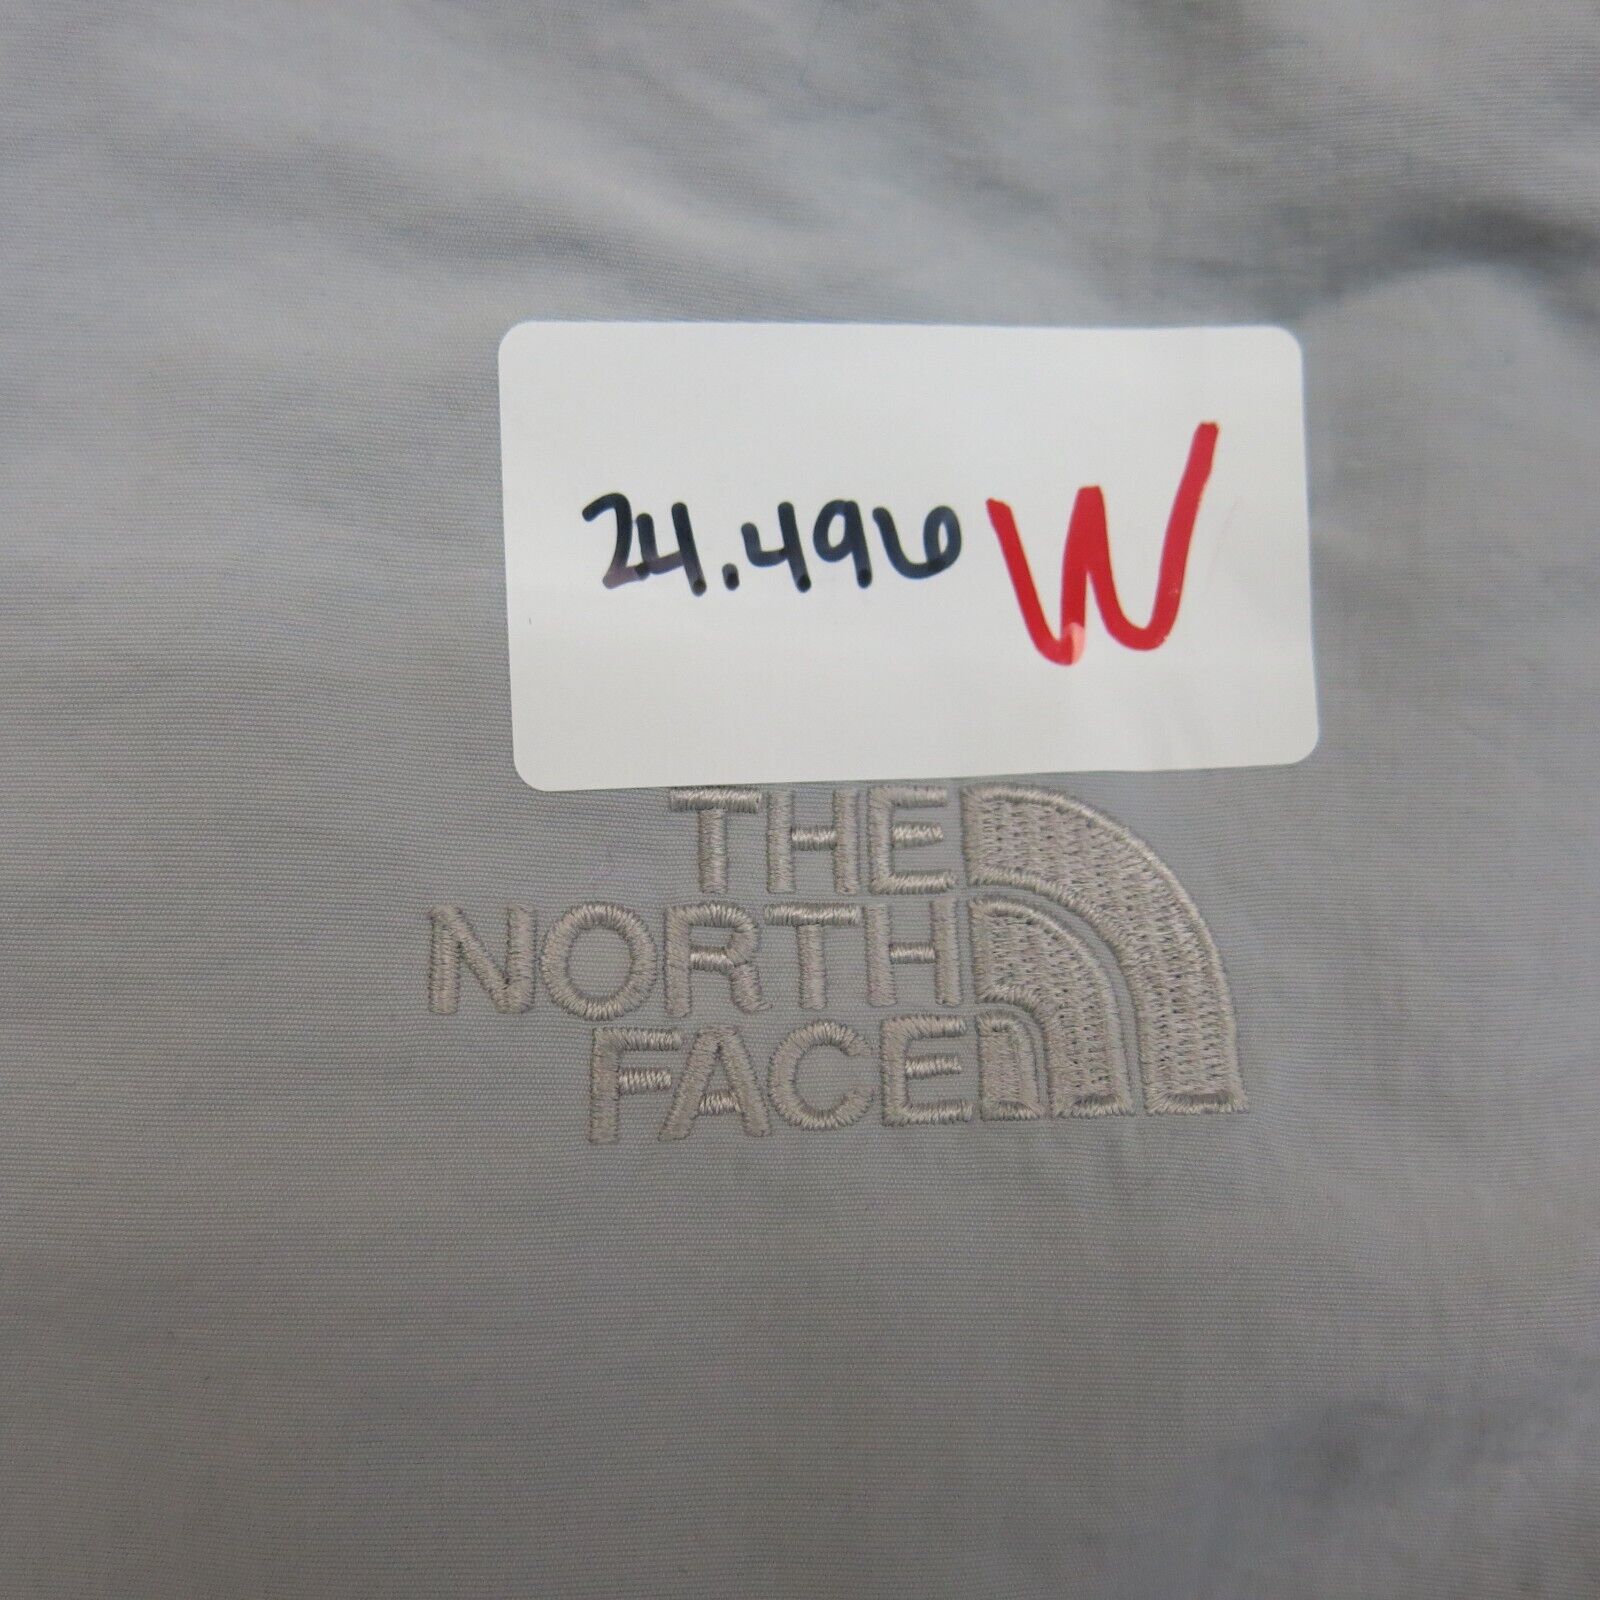 24.496 W
THE
NORTH
FACE